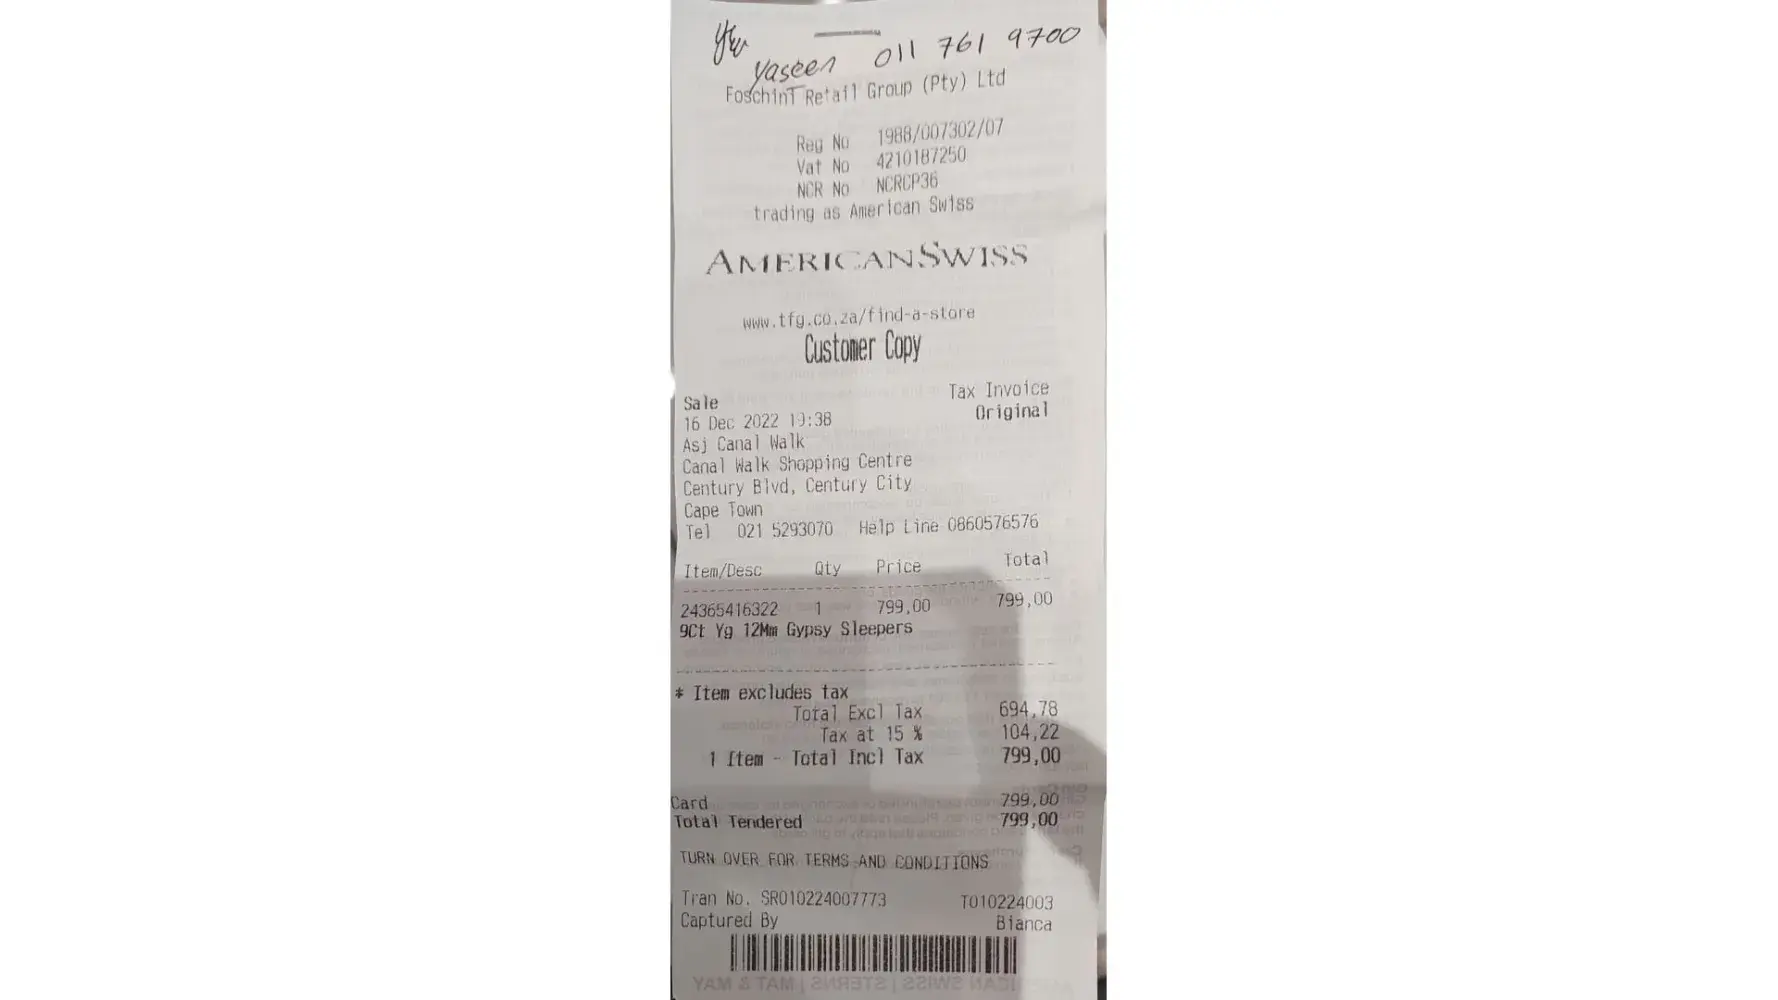 Yaseen 011 761 9700
Foschini Retail Group (Pty) Ltd
Reg No 1988/007302/07
Vat No 4210187250
NCR No NCRCP36
trading as American Swiss
AMERICANSWISS
www.tfg.co.za/find-a-store
Customer Copy
Tax Invoice
Sale
Original
16 Dec 2022 19:38
Asj Canal Walk
Canal Walk Shopping Centre
Century Blvd, Century City
Cape Town
Tel 021 5293070 Help Line 0860576576
Item/Desc Qty Price Total
24365416322 1 799,00 799,00
9Ct Yg 12Mm Gypsy Sleepers
* Item excludes tax
Total Excl Tax 694,78
Tax at 15 % 104,22
1 Item - Total Incl Tax 799,00
Card 799,00
Total Tendered 799,00
TURN OVER FOR TERMS AND CONDITIONS
Tran No. SR010224007773 T010224003
Captured By Bianca